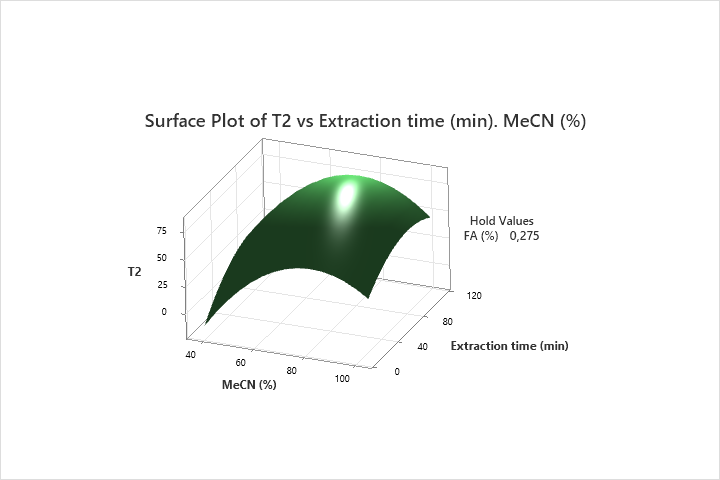 Surface Plot of T2 vs Extraction time (min). MeCN (%)
Hold Values
FA (%) 0,275
75
50
25
0
T2
120
80
40
0
Extraction time (min)
40
60
80
100
MeCN (%)